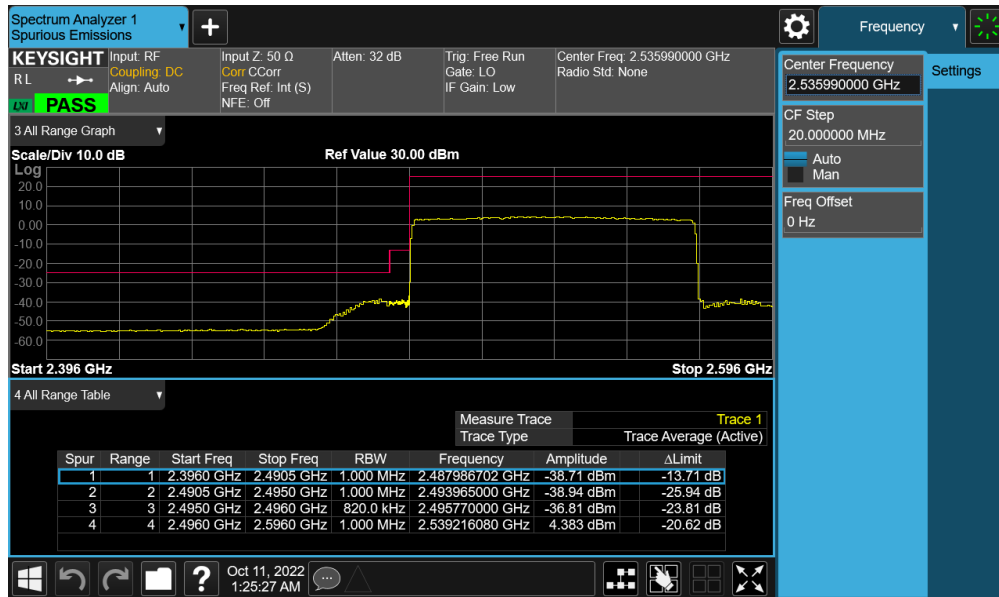 Spectrum Analyzer 1
Spurious Emissions
Frequency
KEYSIGHT
R L
LXI
PASS
Input: RF
Coupling: DC
Align: Auto
Input Z: 50 Ω
Corr CCorr
Freq Ref: Int (S)
NFE: Off
Atten: 32 dB
Trig: Free Run
Gate: LO
IF Gain: Low
Center Freq: 2.535990000 GHz
Radio Std: None
Center Frequency
2.535990000 GHz
Settings
CF Step
20.000000 MHz
Auto
Man
Freq Offset
0 Hz
3 All Range Graph
Scale/Div 10.0 dB
Ref Value 30.00 dBm
Log
20.0
10.0
0.00
-10.0
-20.0
-30.0
-40.0
-50.0
-60.0
Start 2.396 GHz
Stop 2.596 GHz
4 All Range Table
Measure Trace Trace 1
Trace Type Trace Average (Active)
Spur Range Start Freq Stop Freq RBW Frequency Amplitude ΔLimit
1 1 2.3960 GHz 2.4905 GHz 1.000 MHz 2.487986702 GHz -38.71 dBm -13.71 dB
2 2 2.4905 GHz 2.4950 GHz 1.000 MHz 2.493965000 GHz -38.94 dBm -25.94 dB
3 3 2.4950 GHz 2.4960 GHz 820.0 kHz 2.495770000 GHz -36.81 dBm -23.81 dB
4 4 2.4960 GHz 2.5960 GHz 1.000 MHz 2.539216080 GHz 4.383 dBm -20.62 dB
?
Oct 11, 2022
1:25:27 AM